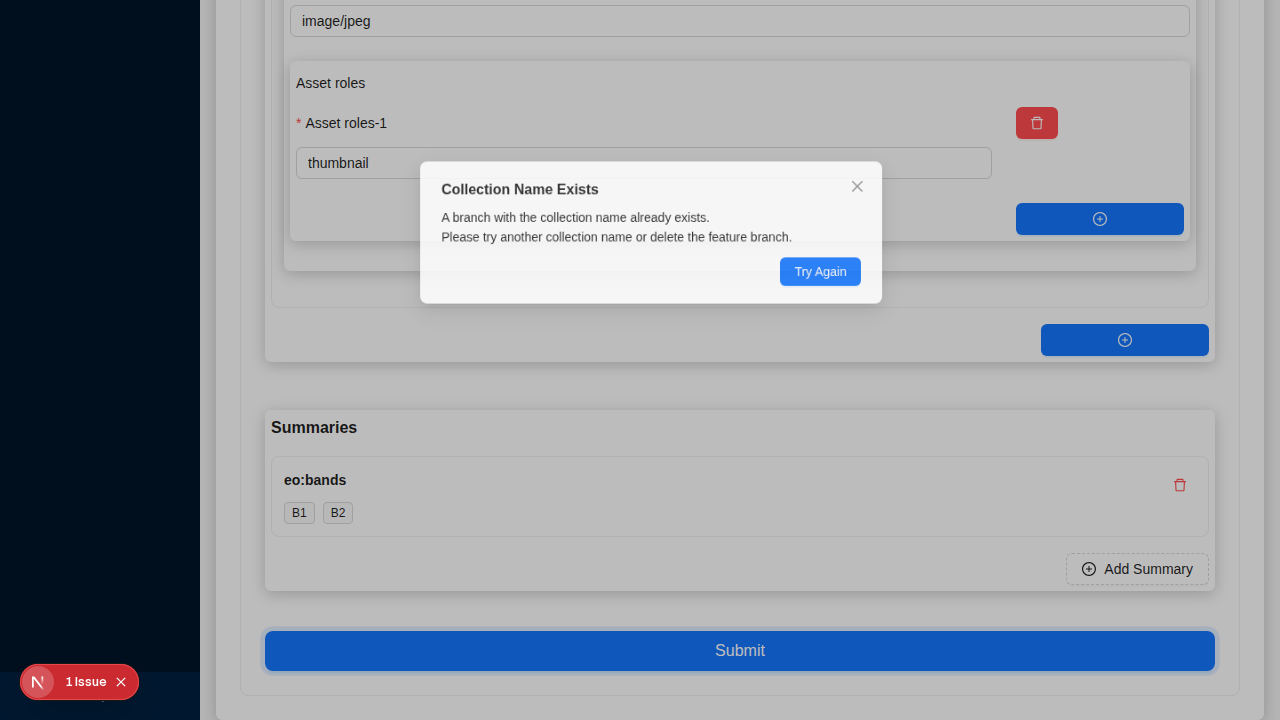 image/jpeg
Asset roles
* Asset roles-1
thumbnail
Collection Name Exists
A branch with the collection name already exists.
Please try another collection name or delete the feature branch.
Try Again
Summaries
eo:bands
B1 B2
Add Summary
Submit
N 1 Issue